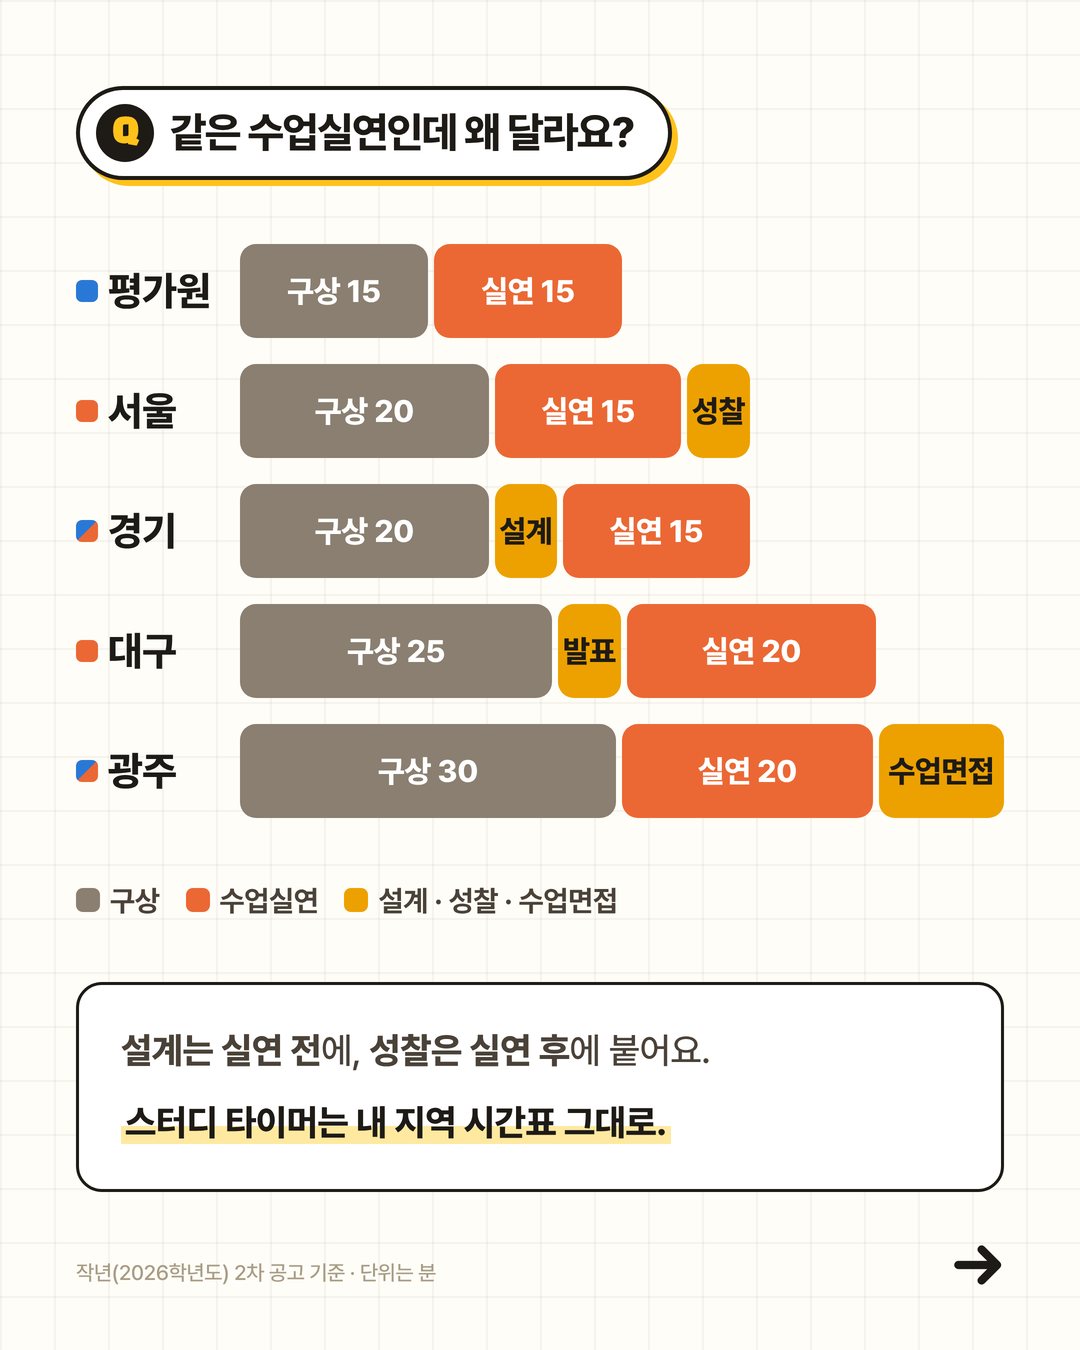 Q 같은 수업실연인데 왜 달라요?
평가원 구상 15 실연 15
서울 구상 20 실연 15 성찰
경기 구상 20 설계 실연 15
대구 구상 25 발표 실연 20
광주 구상 30 실연 20 수업면접
구상 수업실연 설계 · 성찰 · 수업면접
설계는 실연 전에, 성찰은 실연 후에 붙어요.
스터디 타이머는 내 지역 시간표 그대로.
작년(2026학년도) 2차 공고 기준 · 단위는 분